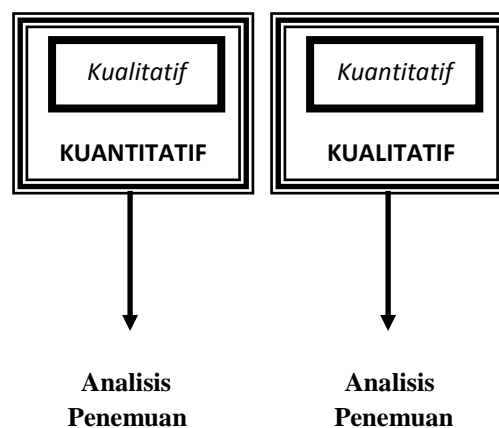 Kualitatif
KUANTITATIF
Kuantitatif
KUALITATIF
Analisis
Penemuan
Analisis
Penemuan